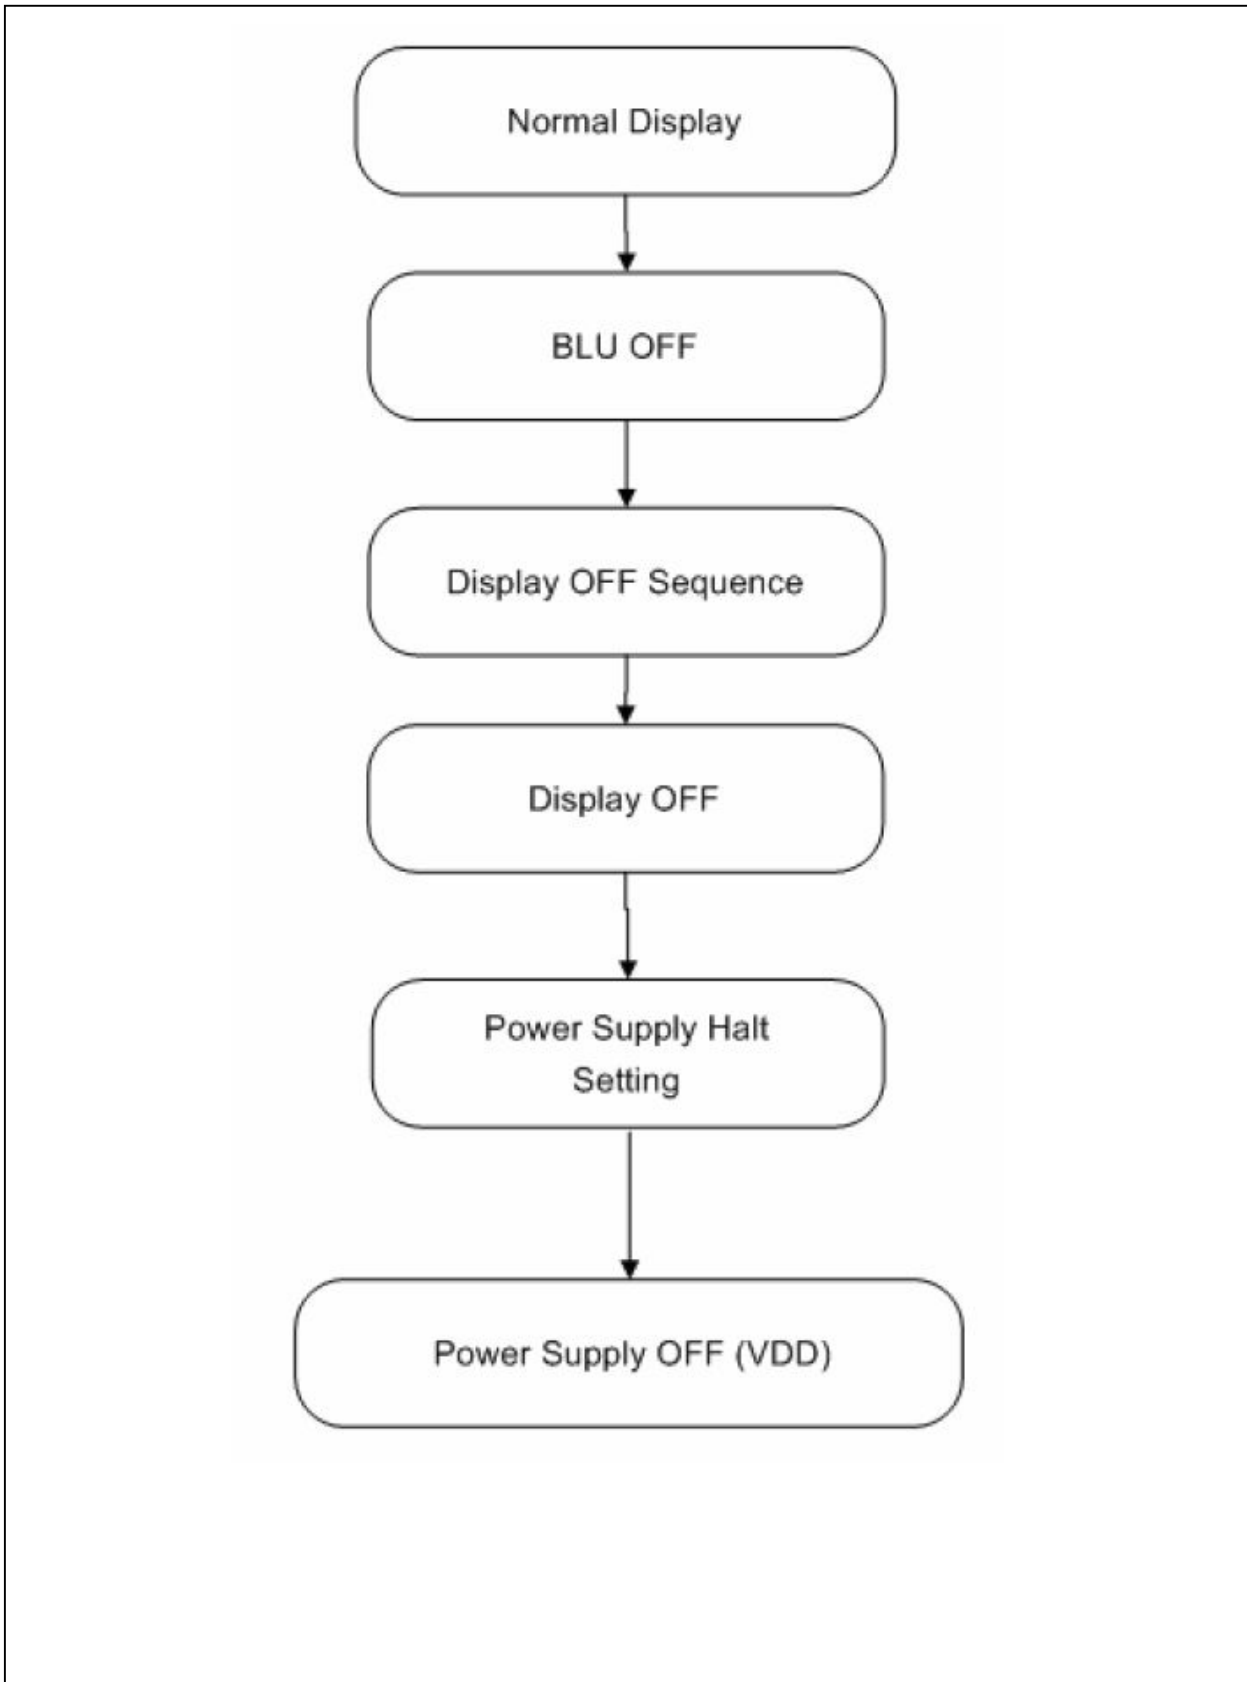 Normal Display
BLU OFF
Display OFF Sequence
Display OFF
Power Supply Halt
Setting
Power Supply OFF (VDD)